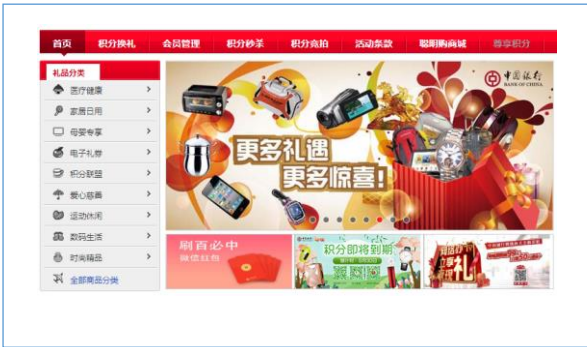 首页 积分换礼 会员管理 积分秒杀 积分竞拍 活动条款 聪明购商城 尊享积分
礼品分类
医疗健康
家居日用
母婴专享
电子礼券
积分联盟
爱心慈善
运动休闲
数码生活
时尚精品
全部商品分类
中国银行
BANK OF CHINA
更多礼遇
更多惊喜!
刷百必中
微信红包
积分即将到期